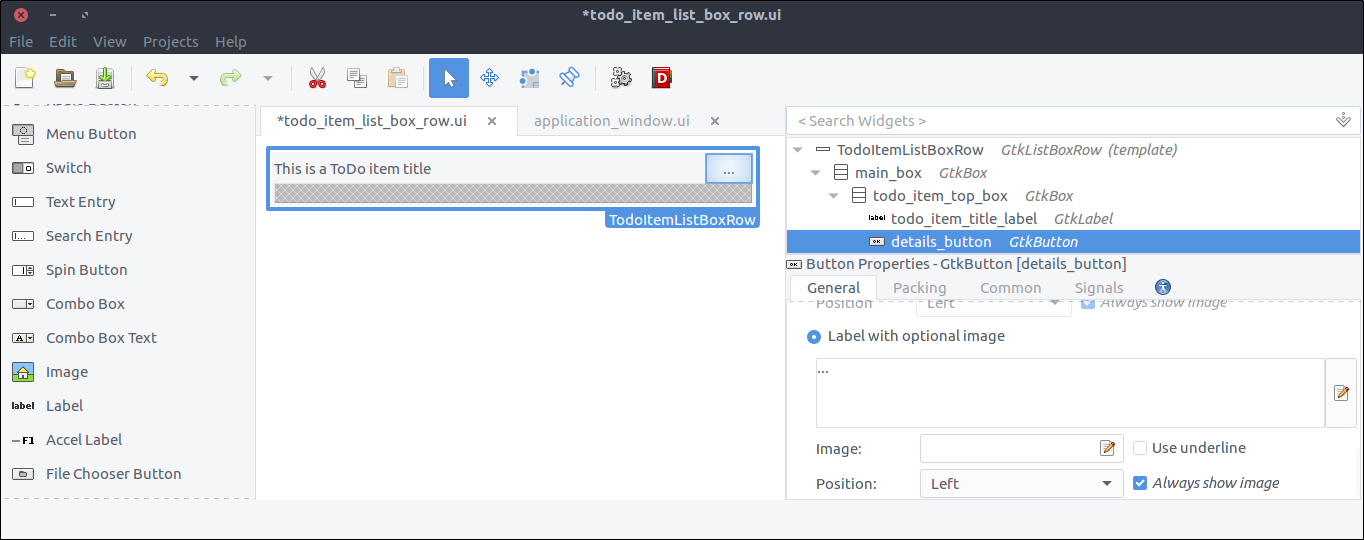 *todo_item_list_box_row.ui
File Edit View Projects Help
D
Menu Button
Switch
Text Entry
Search Entry
Spin Button
Combo Box
A Combo Box Text
Image
label Label
F1 Accel Label
File Chooser Button
*todo_item_list_box_row.ui × application_window.ui ×
This is a ToDo item title ...
TodoItemListBoxRow
< Search Widgets >
TodoItemListBoxRow GtkListBoxRow (template)
main_box GtkBox
todo_item_top_box GtkBox
label todo_item_title_label GtkLabel
OK details_button GtkButton
OK Button Properties - GtkButton [details_button]
General Packing Common Signals
Position Left Always show image
Label with optional image
...
Image: Use underline
Position: Left Always show image